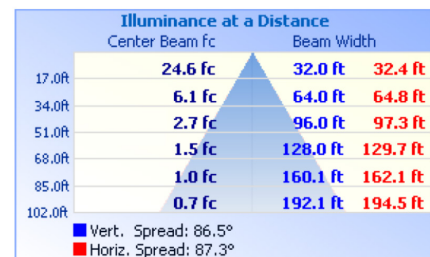 Illuminance at a Distance
Center Beam fc Beam Width
17.0ft 24.6 fc 32.0 ft 32.4 ft
34.0ft 6.1 fc 64.0 ft 64.8 ft
51.0ft 2.7 fc 96.0 ft 97.3 ft
68.0ft 1.5 fc 128.0 ft 129.7 ft
85.0ft 1.0 fc 160.1 ft 162.1 ft
102.0ft 0.7 fc 192.1 ft 194.5 ft
Vert. Spread: 86.5°
Horiz. Spread: 87.3°